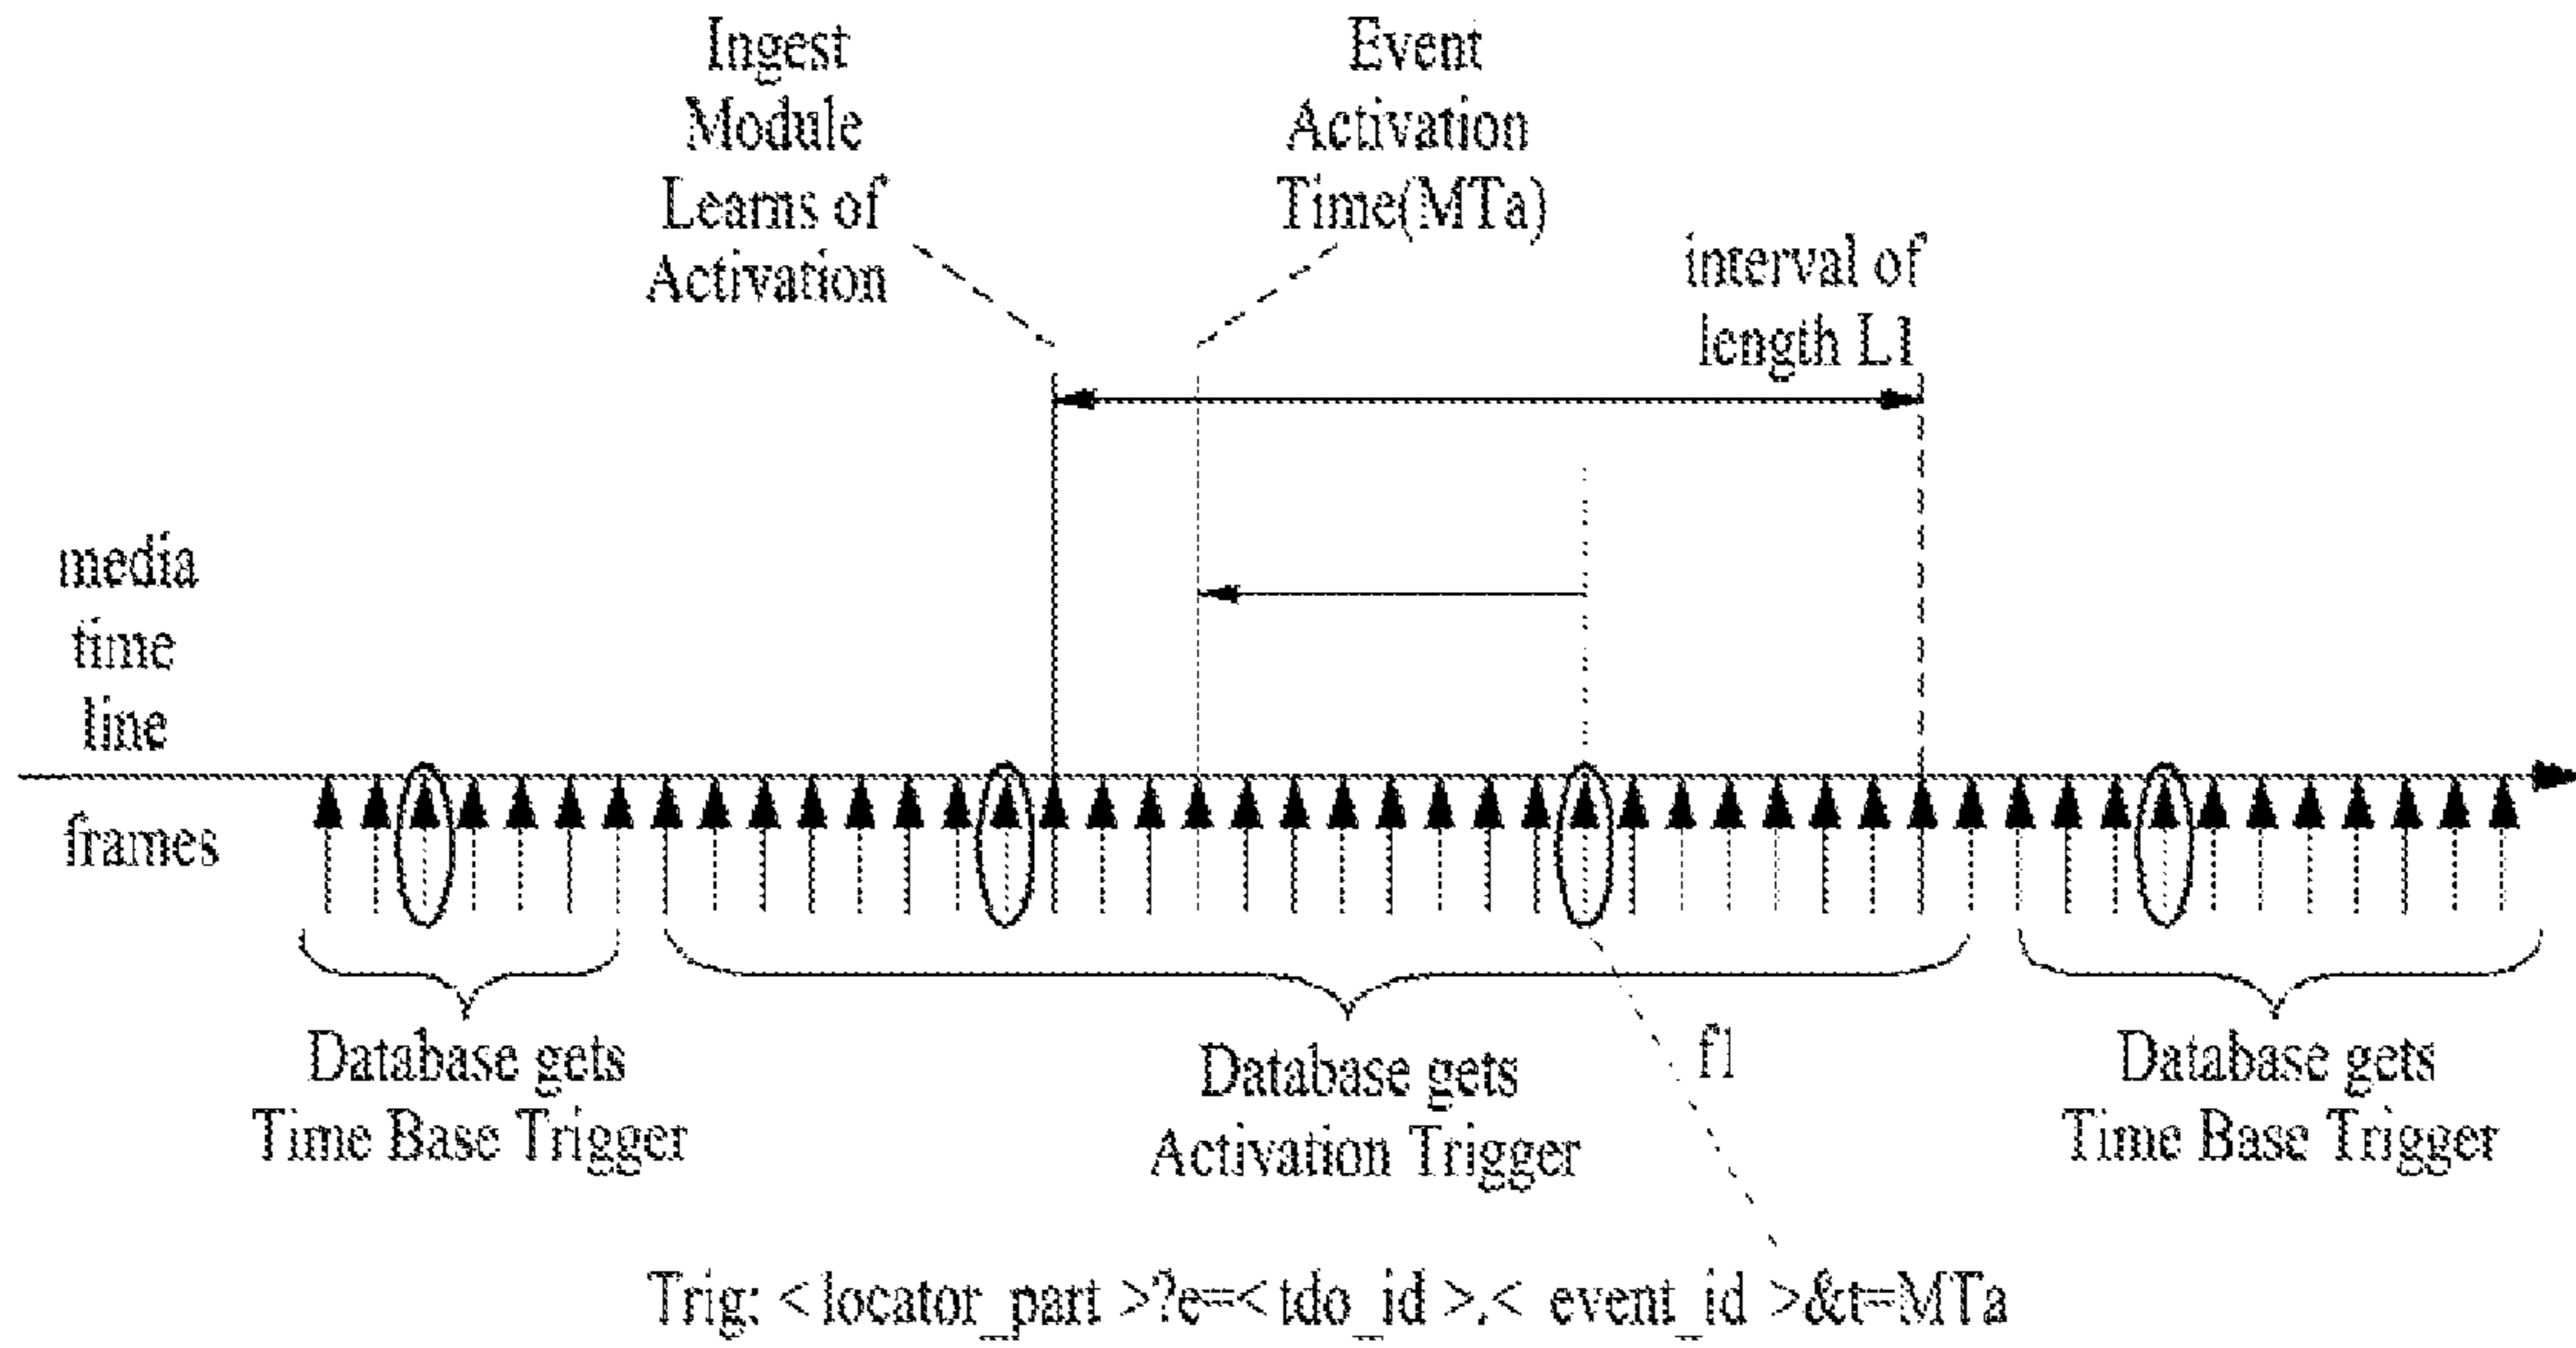 Ingest
Module
Learns of
Activation
Event
Activation
Time(MTa)
interval of
length L1
media
time
line
frames
Database gets
Time Base Trigger
Database gets
Activation Trigger
f1
Database gets
Time Base Trigger
Trig: < locator_part >?e=< tdo_id >.< event_id >&t=MTa